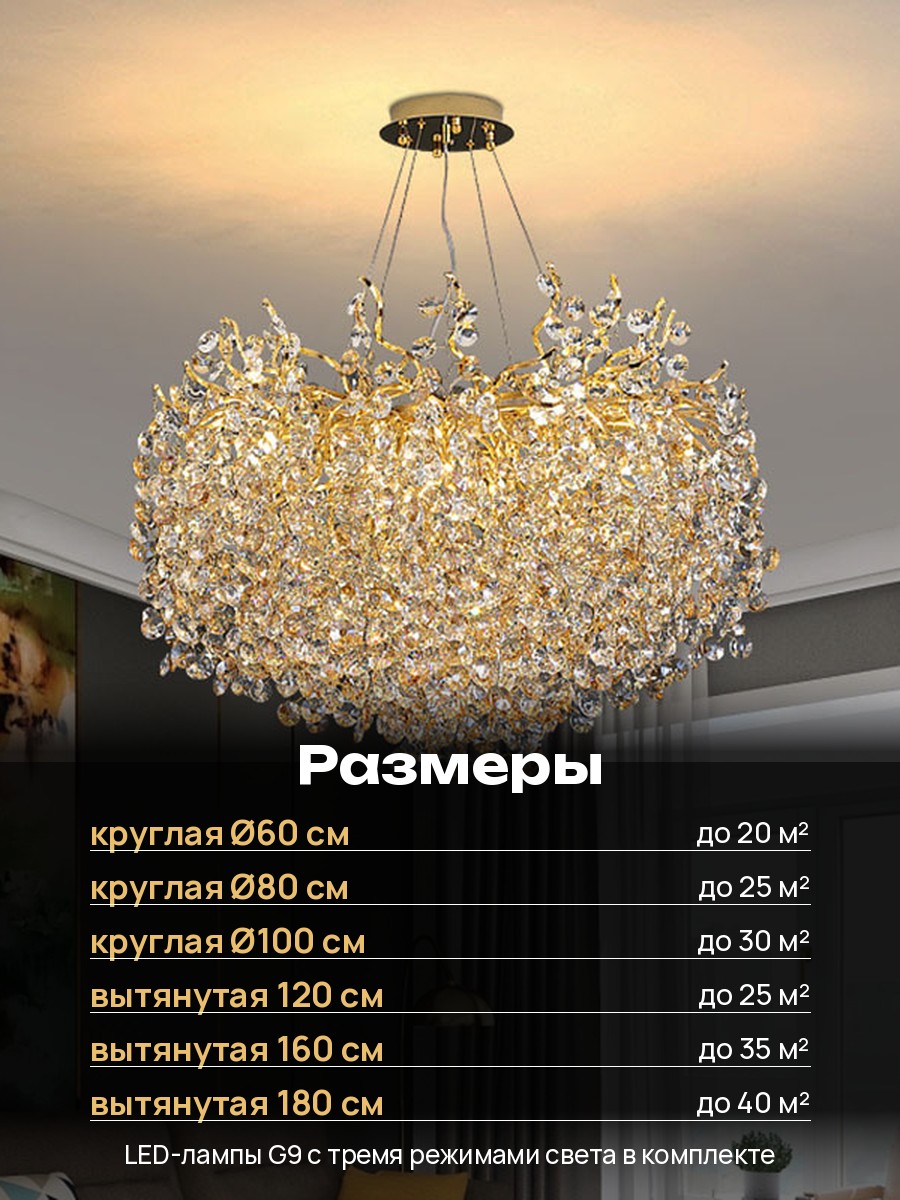 Размеры
круглая Ø60 см до 20 м²
круглая Ø80 см до 25 м²
круглая Ø100 см до 30 м²
вытянутая 120 см до 25 м²
вытянутая 160 см до 35 м²
вытянутая 180 см до 40 м²
LED-лампы G9 с тремя режимами света в комплекте